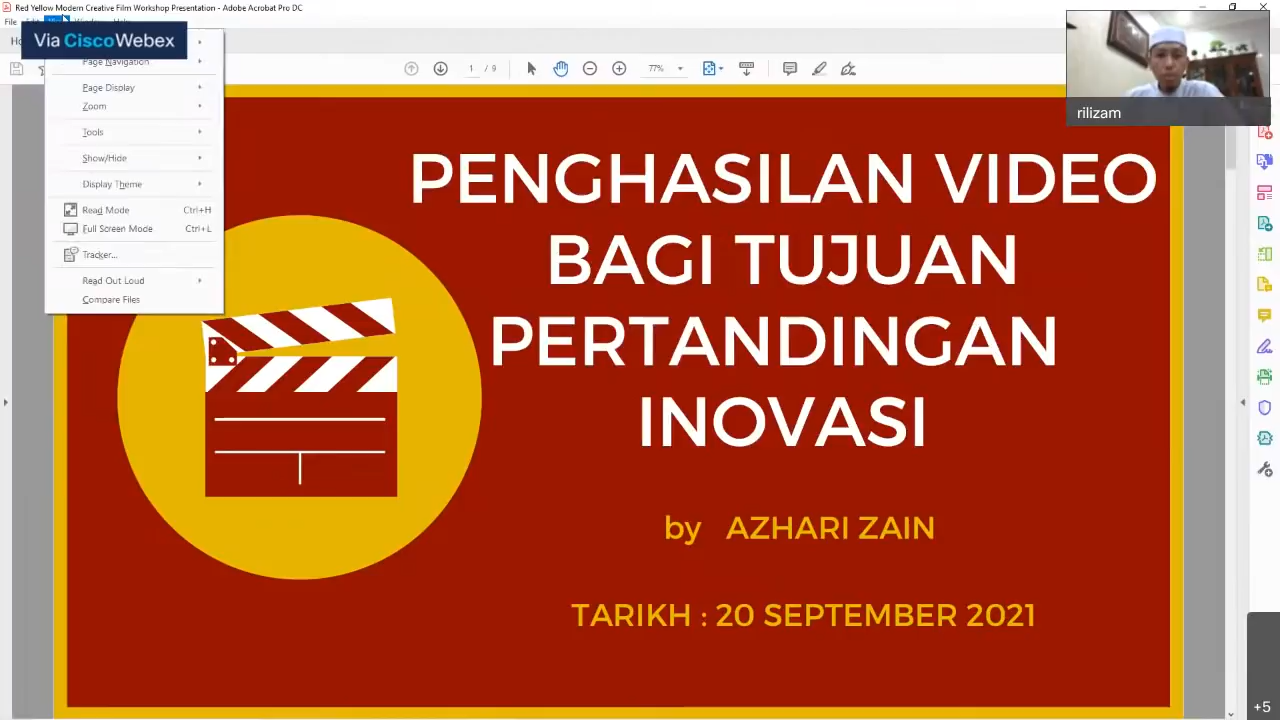 Red Yellow Modern Creative Film Workshop Presentation - Adobe Acrobat Pro DC
File
Via CiscoWebex
Page Navigation
Page Display
Zoom
Tools
Show/Hide
Display Theme
Read Mode Ctrl+H
Full Screen Mode Ctrl+L
Tracker...
Read Out Loud
Compare Files
1 / 9
77%
rilizam
PENGHASILAN VIDEO
BAGI TUJUAN
PERTANDINGAN
INOVASI
by AZHARI ZAIN
TARIKH : 20 SEPTEMBER 2021
+5